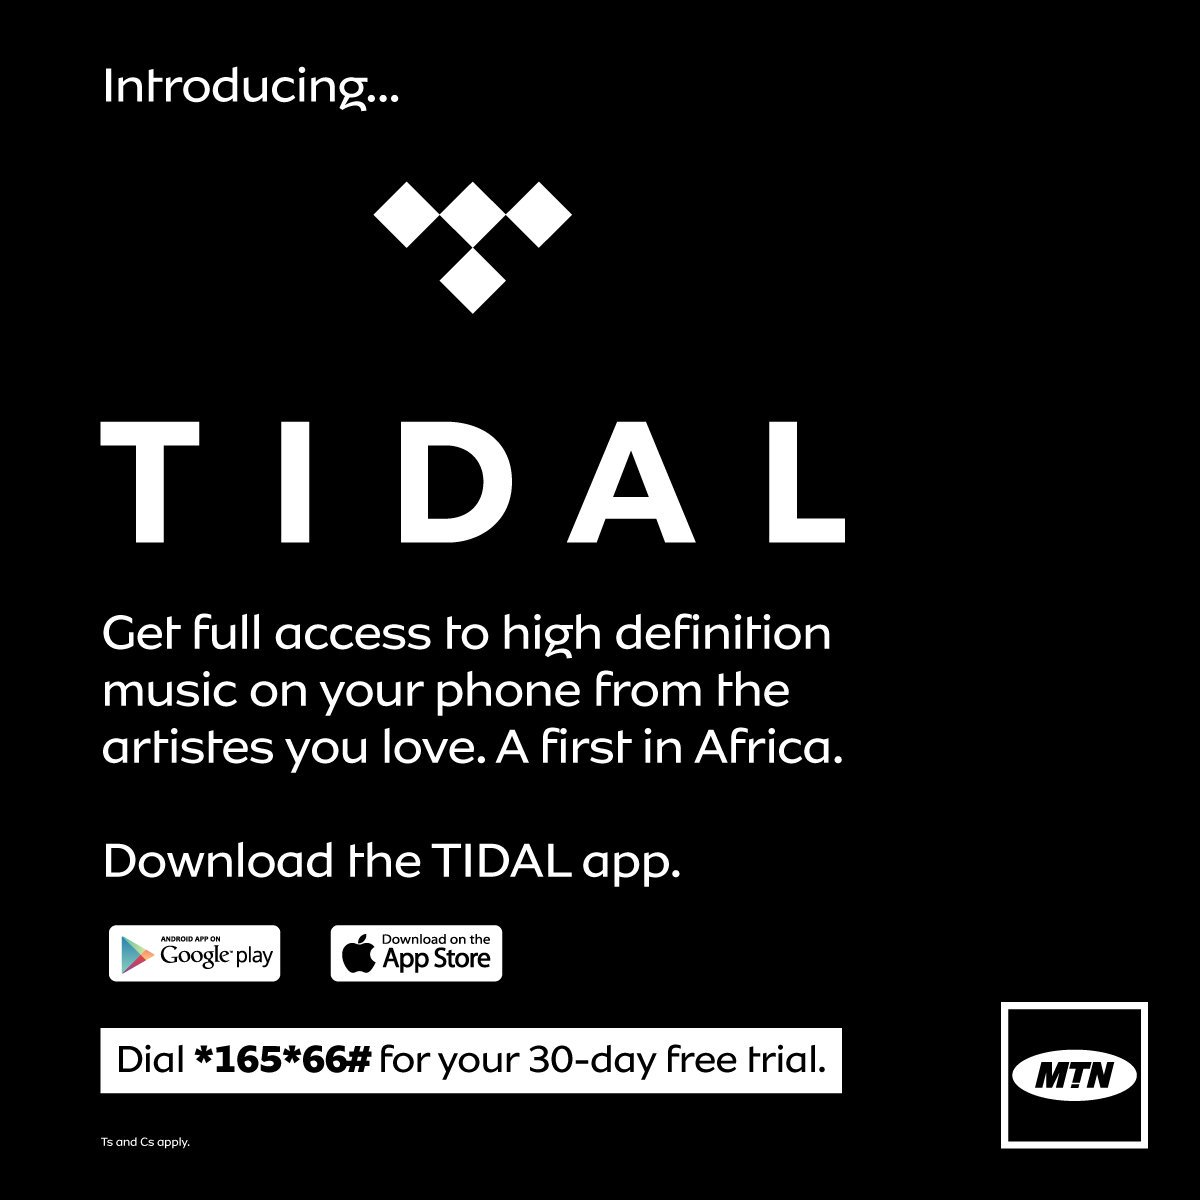 Introducing...
TIDAL
Get full access to high definition
music on your phone from the
artistes you love. A first in Africa.
Download the TIDAL app.
ANDROID APP ON
Google play
Download on the
App Store
Dial *165*66# for your 30-day free trial.
MTN
Ts and Cs apply.